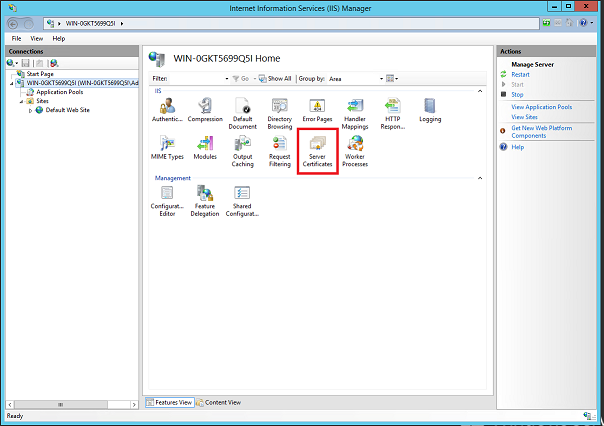 Internet Information Services (IIS) Manager
WIN-0GKT5699Q5I
File View Help
Connections
Start Page
WIN-0GKT5699Q5I (WIN-0GKT5699Q5I\Ad
Application Pools
Sites
Default Web Site
WIN-0GKT5699Q5I Home
Filter: Go Show All Group by: Area
IIS
Authentic... Compression Default Document Directory Browsing Error Pages Handler Mappings HTTP Respon... Logging
MIME Types Modules Output Caching Request Filtering Server Certificates Worker Processes
Management
Configurat... Editor Feature Delegation Shared Configurat...
Features View Content View
Actions
Manage Server
Restart
Start
Stop
View Application Pools
View Sites
Get New Web Platform
Components
Help
Ready